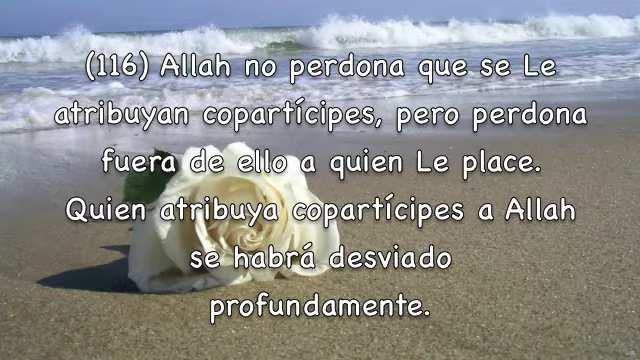 (116) Allah no perdona que se Le
atribuyan copartícipes, pero perdona
fuera de ello a quien Le place.
Quien atribuya copartícipes a Allah
se habrá desviado
profundamente.